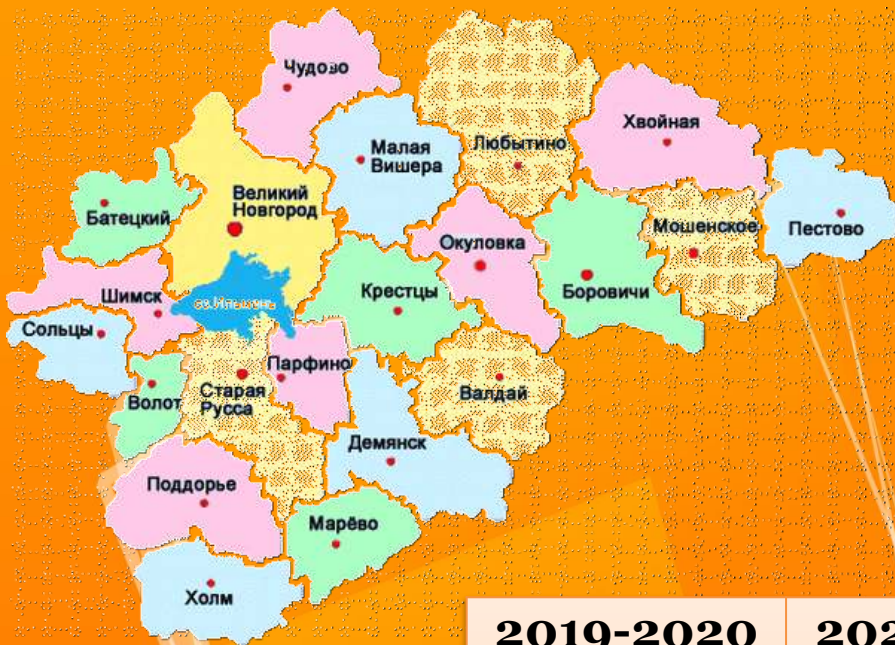 Чудово
Хвойная
Малая
Вишера
Любытино
Великий
Новгород
Батецкий
Мошенское
Пестово
Окуловка
Шимск
Крестцы
Боровичи
Сольцы
Парфино
Старая
Русса
Волот
Валдай
Демянск
Поддорье
Марёво
Холм
2019-2020